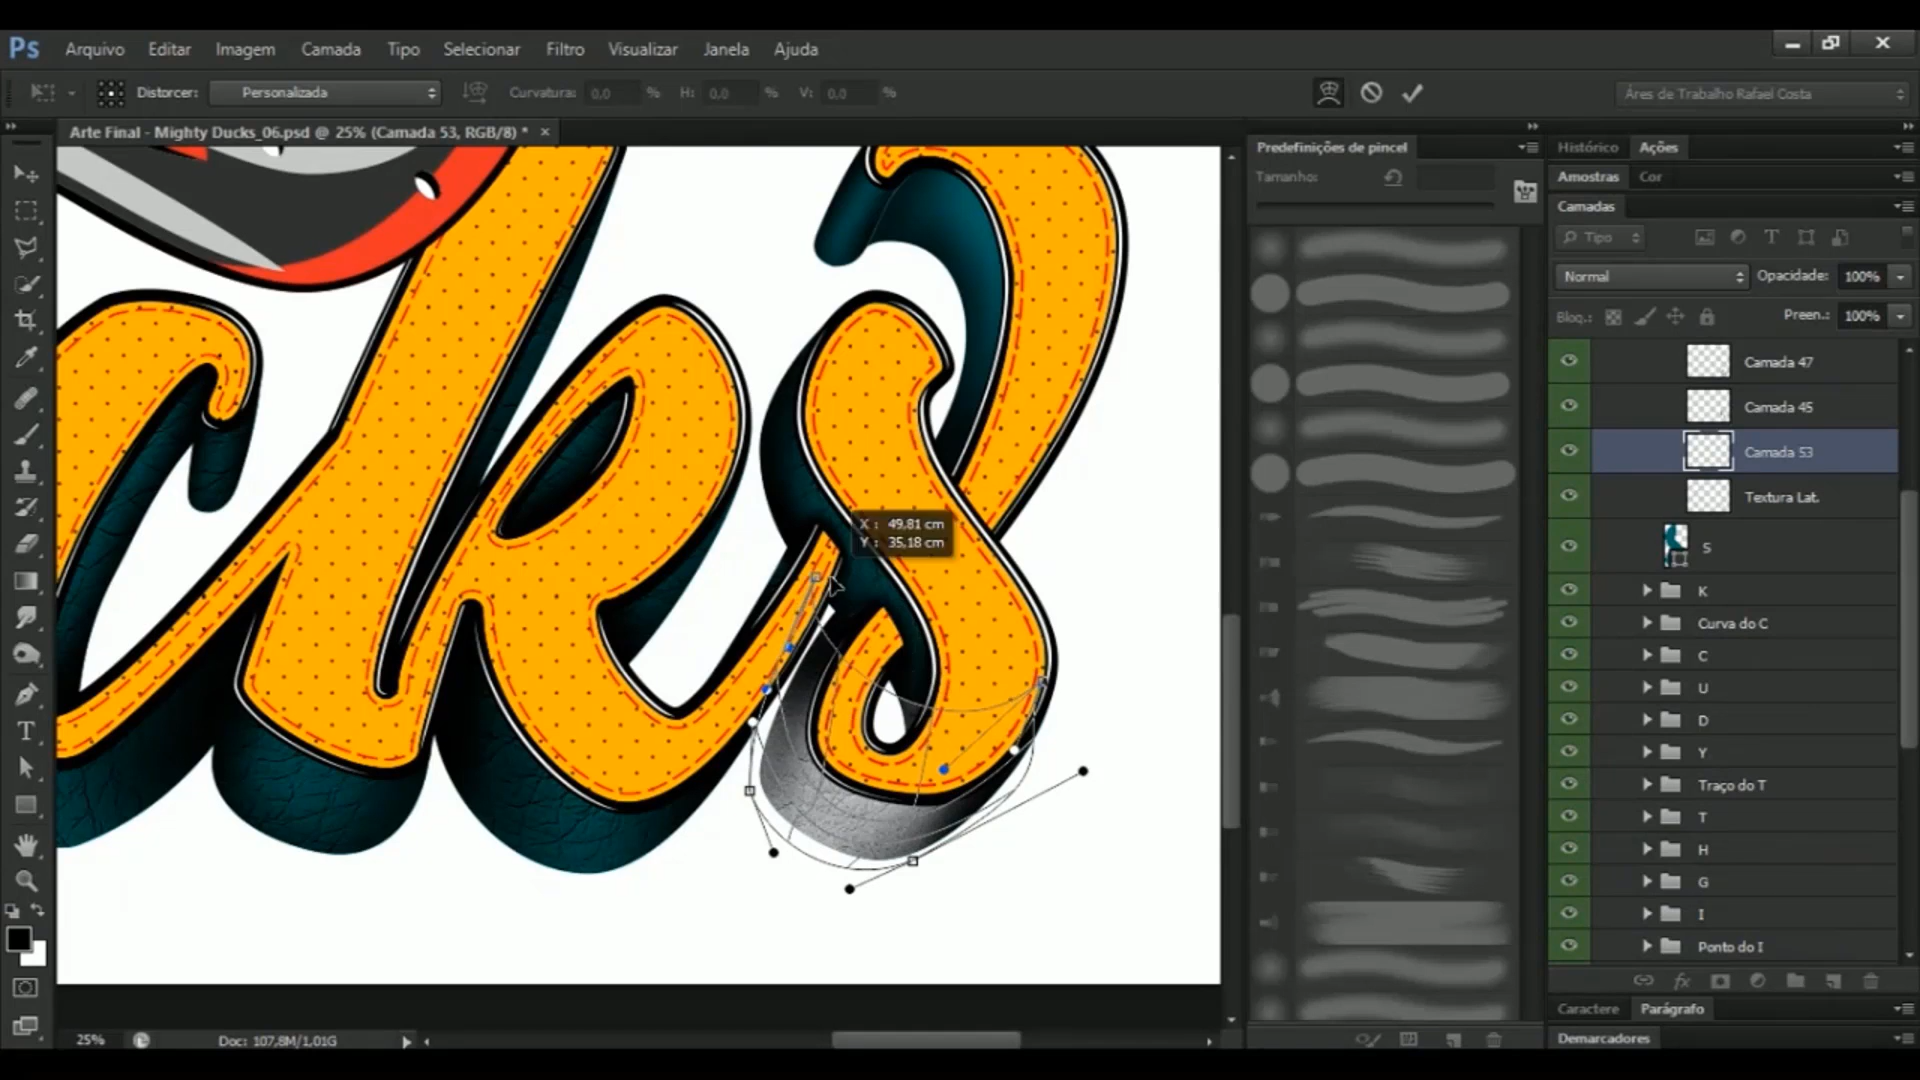 Ps Arquivo Editar Imagem Camada Tipo Selecionar Filtro Visualizar Janela Ajuda
Distorcer: Personalizada Curvatura: 0,0 % H: 0,0 % V: 0,0 % Áres de Trabalho Rafael Costa
Arte Final - Mighty Ducks_06.psd @ 25% (Camada 53, RGB/8) * ×
Predefinições de pincel
Tamanho:
Histórico Ações
Amostras Cor
Camadas
Tipo
Normal Opacidade: 100%
Bloq.: Preen.: 100%
Camada 47
Camada 45
Camada 53
Textura Lat.
S
K
Curva do C
C
U
D
Y
Traço do T
T
H
G
I
Ponto do I
fx
Caractere Parágrafo
Demarcadores
X : 49,81 cm
Y : 35,18 cm
cks
T
25% Doc: 107,8M/1,01G